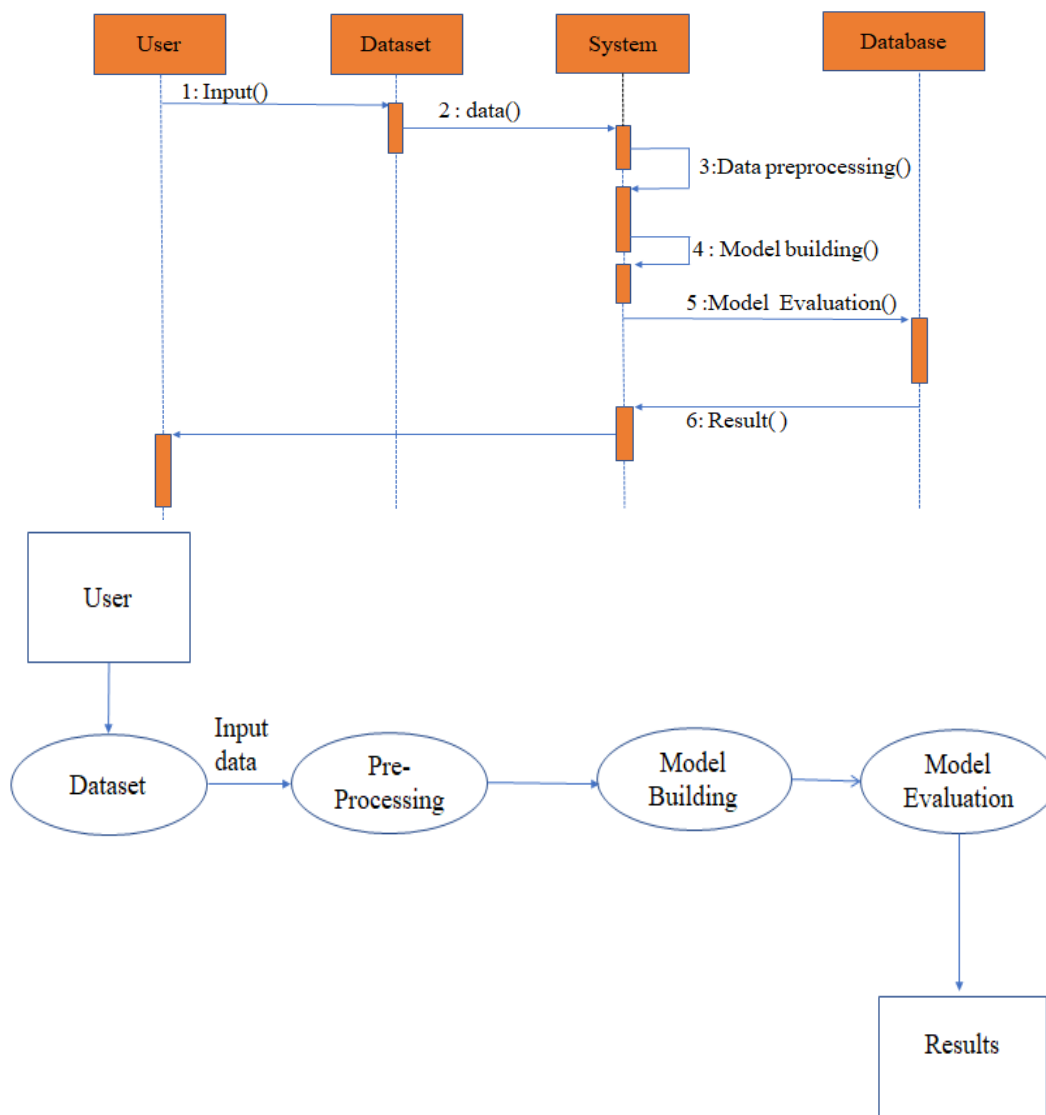 User
Dataset
System
Database
1: Input()
2 : data()
3:Data preprocessing()
4 : Model building()
5 :Model Evaluation()
6: Result( )
User
Dataset
Input
data
Pre-
Processing
Model
Building
Model
Evaluation
Results